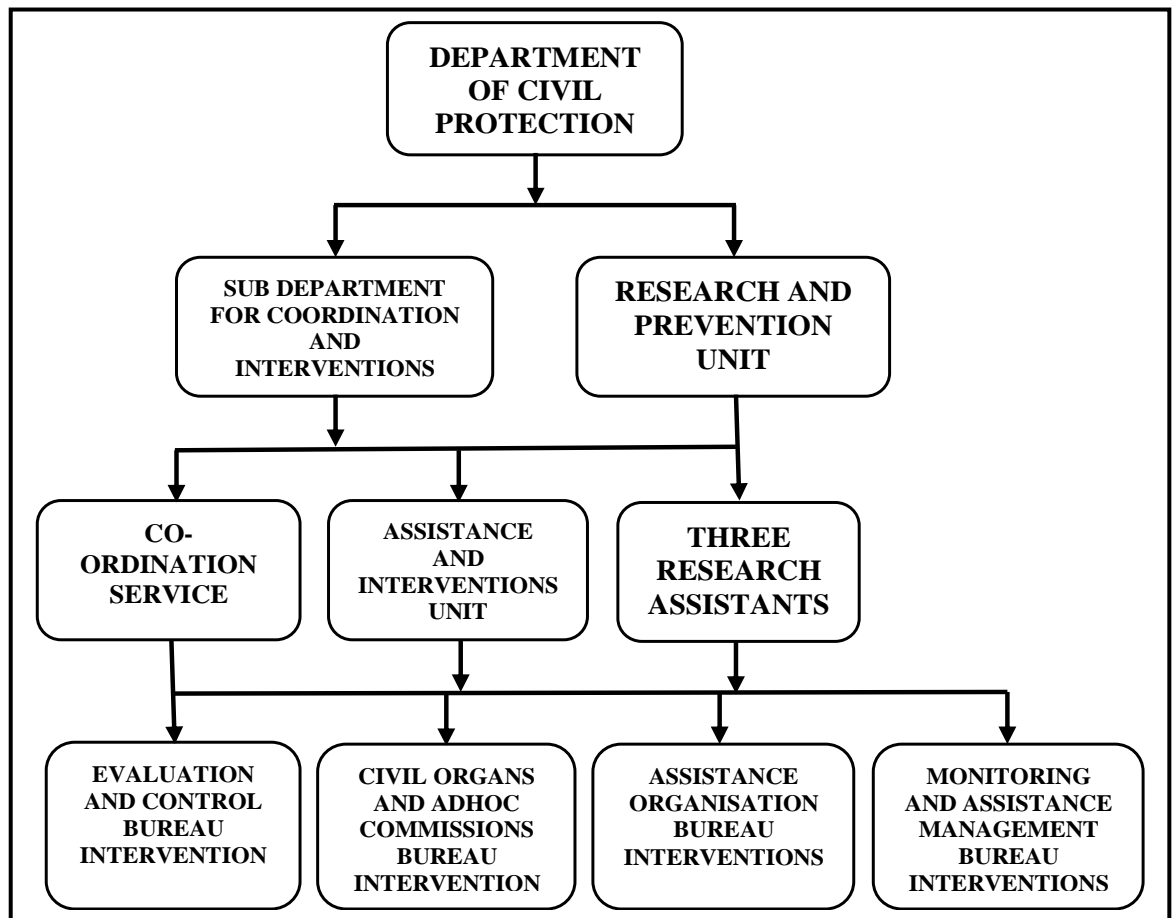 DEPARTMENT
OF CIVIL
PROTECTION
SUB DEPARTMENT
FOR COORDINATION
AND
INTERVENTIONS
RESEARCH AND
PREVENTION
UNIT
CO-
ORDINATION
SERVICE
ASSISTANCE
AND
INTERVENTIONS
UNIT
THREE
RESEARCH
ASSISTANTS
EVALUATION
AND CONTROL
BUREAU
INTERVENTION
CIVIL ORGANS
AND ADHOC
COMMISSIONS
BUREAU
INTERVENTION
ASSISTANCE
ORGANISATION
BUREAU
INTERVENTIONS
MONITORING
AND ASSISTANCE
MANAGEMENT
BUREAU
INTERVENTIONS